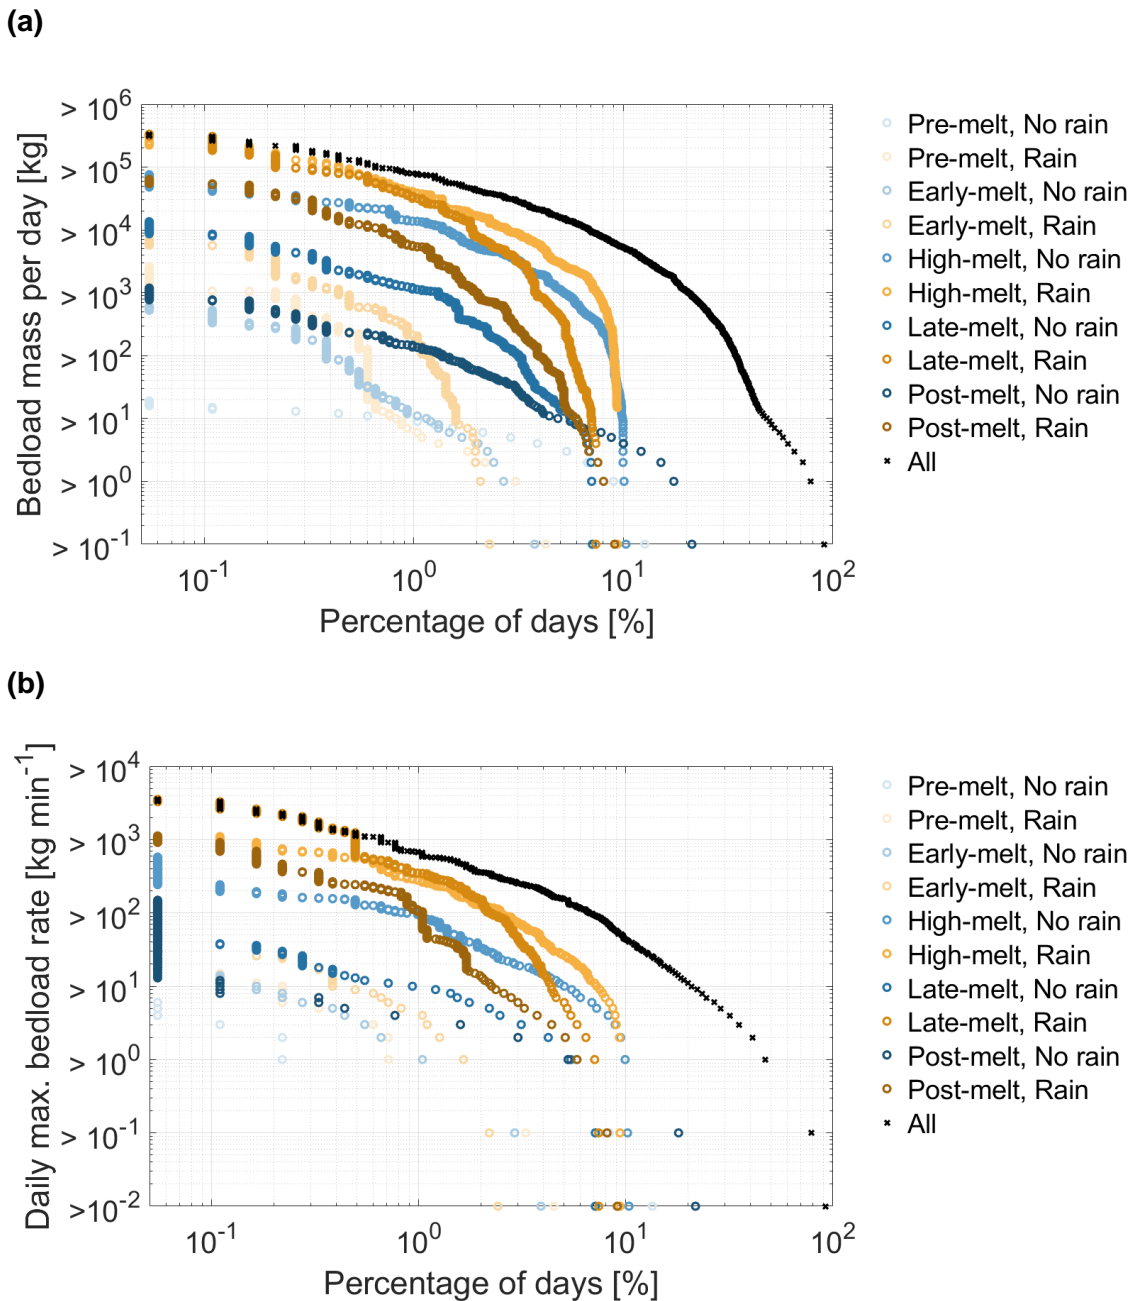 (a)
> 10^6
> 10^5
> 10^4
> 10^3
> 10^2
> 10^1
> 10^0
> 10^-1
Bedload mass per day [kg]
10^-1 10^0 10^1 10^2
Percentage of days [%]
Pre-melt, No rain
Pre-melt, Rain
Early-melt, No rain
Early-melt, Rain
High-melt, No rain
High-melt, Rain
Late-melt, No rain
Late-melt, Rain
Post-melt, No rain
Post-melt, Rain
All
(b)
> 10^4
> 10^3
> 10^2
> 10^1
> 10^0
> 10^-1
>10^-2
Daily max. bedload rate [kg min^-1]
10^-1 10^0 10^1 10^2
Percentage of days [%]
Pre-melt, No rain
Pre-melt, Rain
Early-melt, No rain
Early-melt, Rain
High-melt, No rain
High-melt, Rain
Late-melt, No rain
Late-melt, Rain
Post-melt, No rain
Post-melt, Rain
All